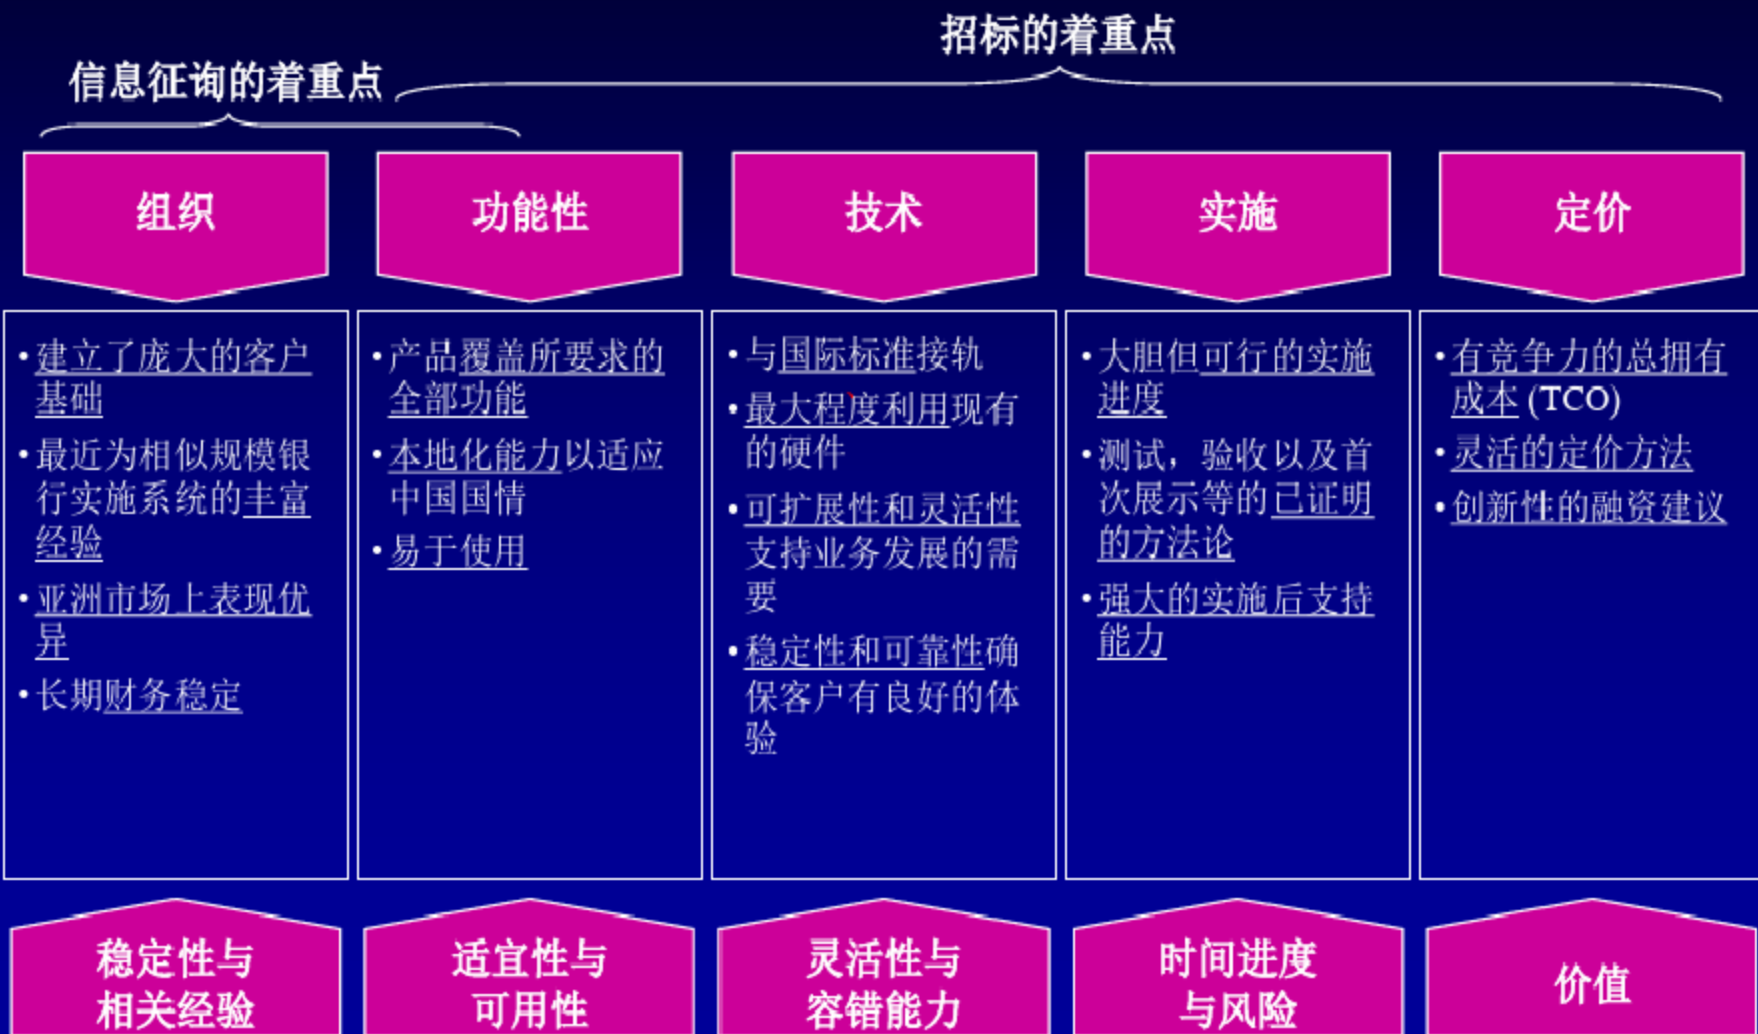 招标的着重点
信息征询的着重点
组织
功能性
技术
实施
定价
•建立了庞大的客户
基础
•最近为相似规模银
行实施系统的丰富
经验
•亚洲市场上表现优
异
•长期财务稳定
•产品覆盖所要求的
全部功能
•本地化能力以适应
中国国情
•易于使用
•与国际标准接轨
•最大程度利用现有
的硬件
•可扩展性和灵活性
支持业务发展的需
要
•稳定性和可靠性确
保客户有良好的体
验
•大胆但可行的实施
进度
•测试，验收以及首
次展示等的已证明
的方法论
•强大的实施后支持
能力
•有竞争力的总拥有
成本 (TCO)
•灵活的定价方法
•创新性的融资建议
稳定性与
相关经验
适宜性与
可用性
灵活性与
容错能力
时间进度
与风险
价值